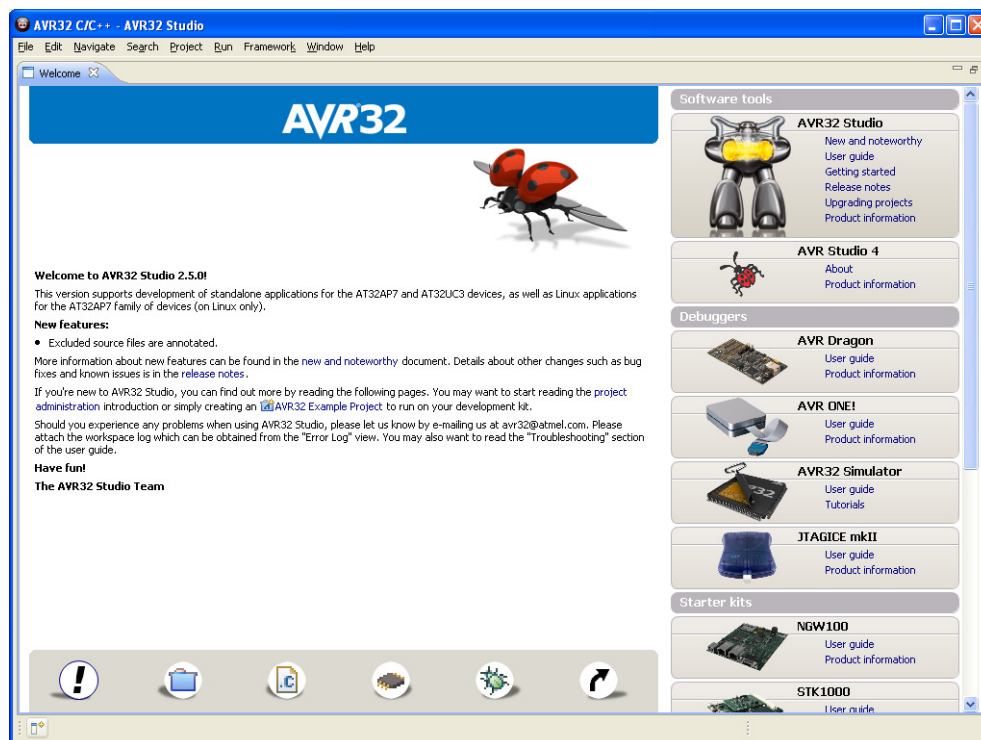 AVR32 C/C++ - AVR32 Studio
File Edit Navigate Search Project Run Framework Window Help
Welcome
AVR32
Welcome to AVR32 Studio 2.5.0!
This version supports development of standalone applications for the AT32AP7 and AT32UC3 devices, as well as Linux applications
for the AT32AP7 family of devices (on Linux only).
New features:
• Excluded source files are annotated.
More information about new features can be found in the new and noteworthy document. Details about other changes such as bug
fixes and known issues is in the release notes.
If you're new to AVR32 Studio, you can find out more by reading the following pages. You may want to start reading the project
administration introduction or simply creating an AVR32 Example Project to run on your development kit.
Should you experience any problems when using AVR32 Studio, please let us know by e-mailing us at avr32@atmel.com. Please
attach the workspace log which can be obtained from the "Error Log" view. You may also want to read the "Troubleshooting" section
of the user guide.
Have fun!
The AVR32 Studio Team
!
.c
Software tools
AVR32 Studio
New and noteworthy
User guide
Getting started
Release notes
Upgrading projects
Product information
AVR Studio 4
About
Product information
Debuggers
AVR Dragon
User guide
Product information
AVR ONE!
User guide
Product information
AVR32 Simulator
User guide
Tutorials
JTAGICE mkII
User guide
Product information
Starter kits
NGW100
User guide
Product information
STK1000
User guide